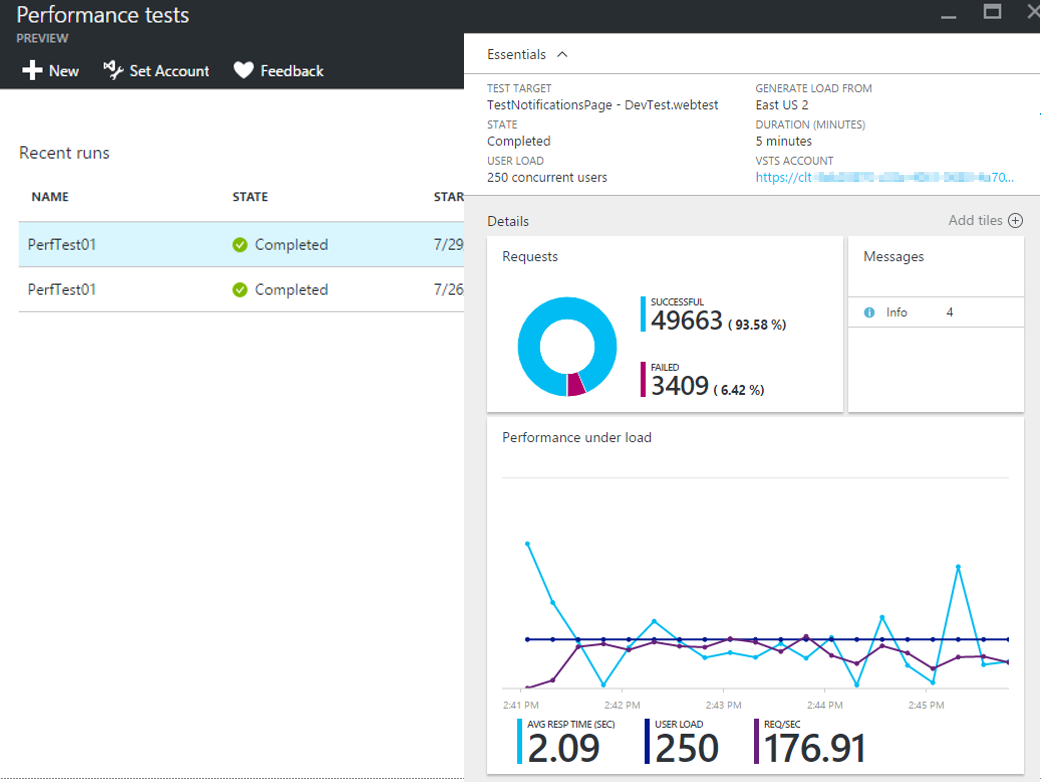 Performance tests
PREVIEW
New Set Account Feedback
Recent runs
NAME STATE STAR
PerfTest01 Completed 7/29
PerfTest01 Completed 7/26
Essentials
TEST TARGET
TestNotificationsPage - DevTest.webtest
STATE
Completed
USER LOAD
250 concurrent users
GENERATE LOAD FROM
East US 2
DURATION (MINUTES)
5 minutes
VSTS ACCOUNT
https://clt a70...
Details Add tiles
Requests
SUCCESSFUL
49663 ( 93.58 %)
FAILED
3409 ( 6.42 %)
Messages
Info 4
Performance under load
2:41 PM 2:42 PM 2:43 PM 2:44 PM 2:45 PM
AVG RESP TIME (SEC) USER LOAD REQ/SEC
2.09 250 176.91